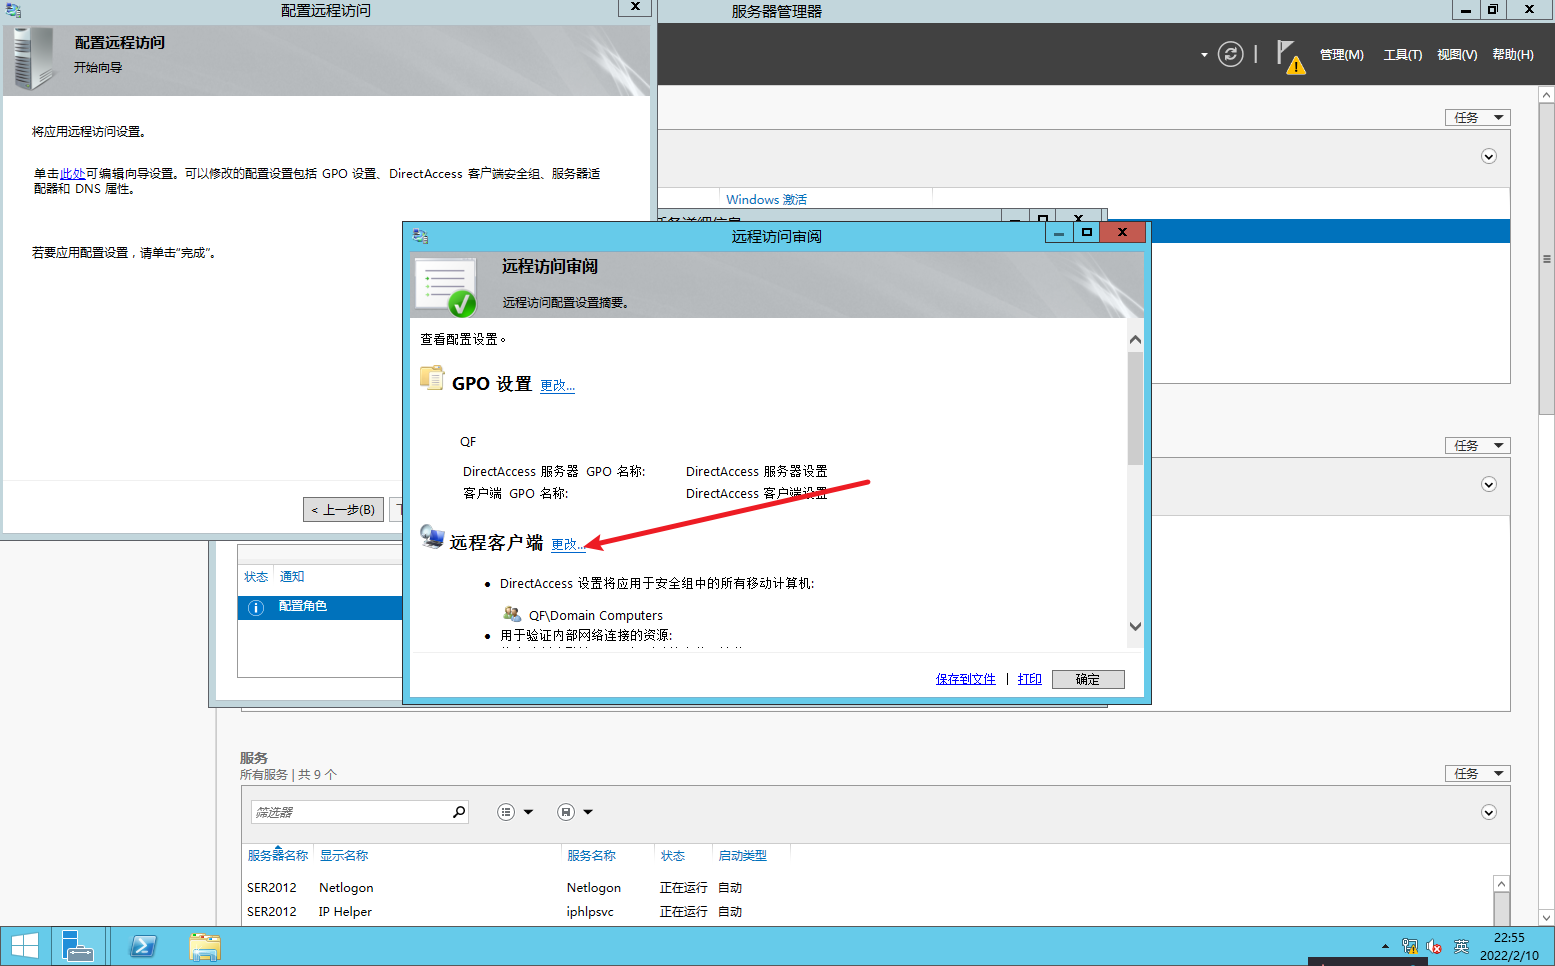 配置远程访问
服务器管理器
配置远程访问
开始向导
管理(M) 工具(T) 视图(V) 帮助(H)
将应用远程访问设置。
任务
单击此处可编辑向导设置。可以修改的配置设置包括 GPO 设置、DirectAccess 客户端安全组、服务器适
配器和 DNS 属性。
Windows 激活
若要应用配置设置，请单击“完成”。
远程访问审阅
远程访问审阅
远程访问配置设置摘要。
查看配置设置。
GPO 设置 更改...
QF
任务
DirectAccess 服务器 GPO 名称: DirectAccess 服务器设置
客户端 GPO 名称: DirectAccess 客户端设置
< 上一步(B)
远程客户端 更改...
状态 通知
DirectAccess 设置将应用于安全组中的所有移动计算机:
配置角色
QF\Domain Computers
用于验证内部网络连接的资源:
保存到文件 | 打印 确定
服务
所有服务 | 共 9 个
任务
筛选器
服务器名称 显示名称 服务名称 状态 启动类型
SER2012 Netlogon Netlogon 正在运行 自动
SER2012 IP Helper iphlpsvc 正在运行 自动
英
22:55
2022/2/10